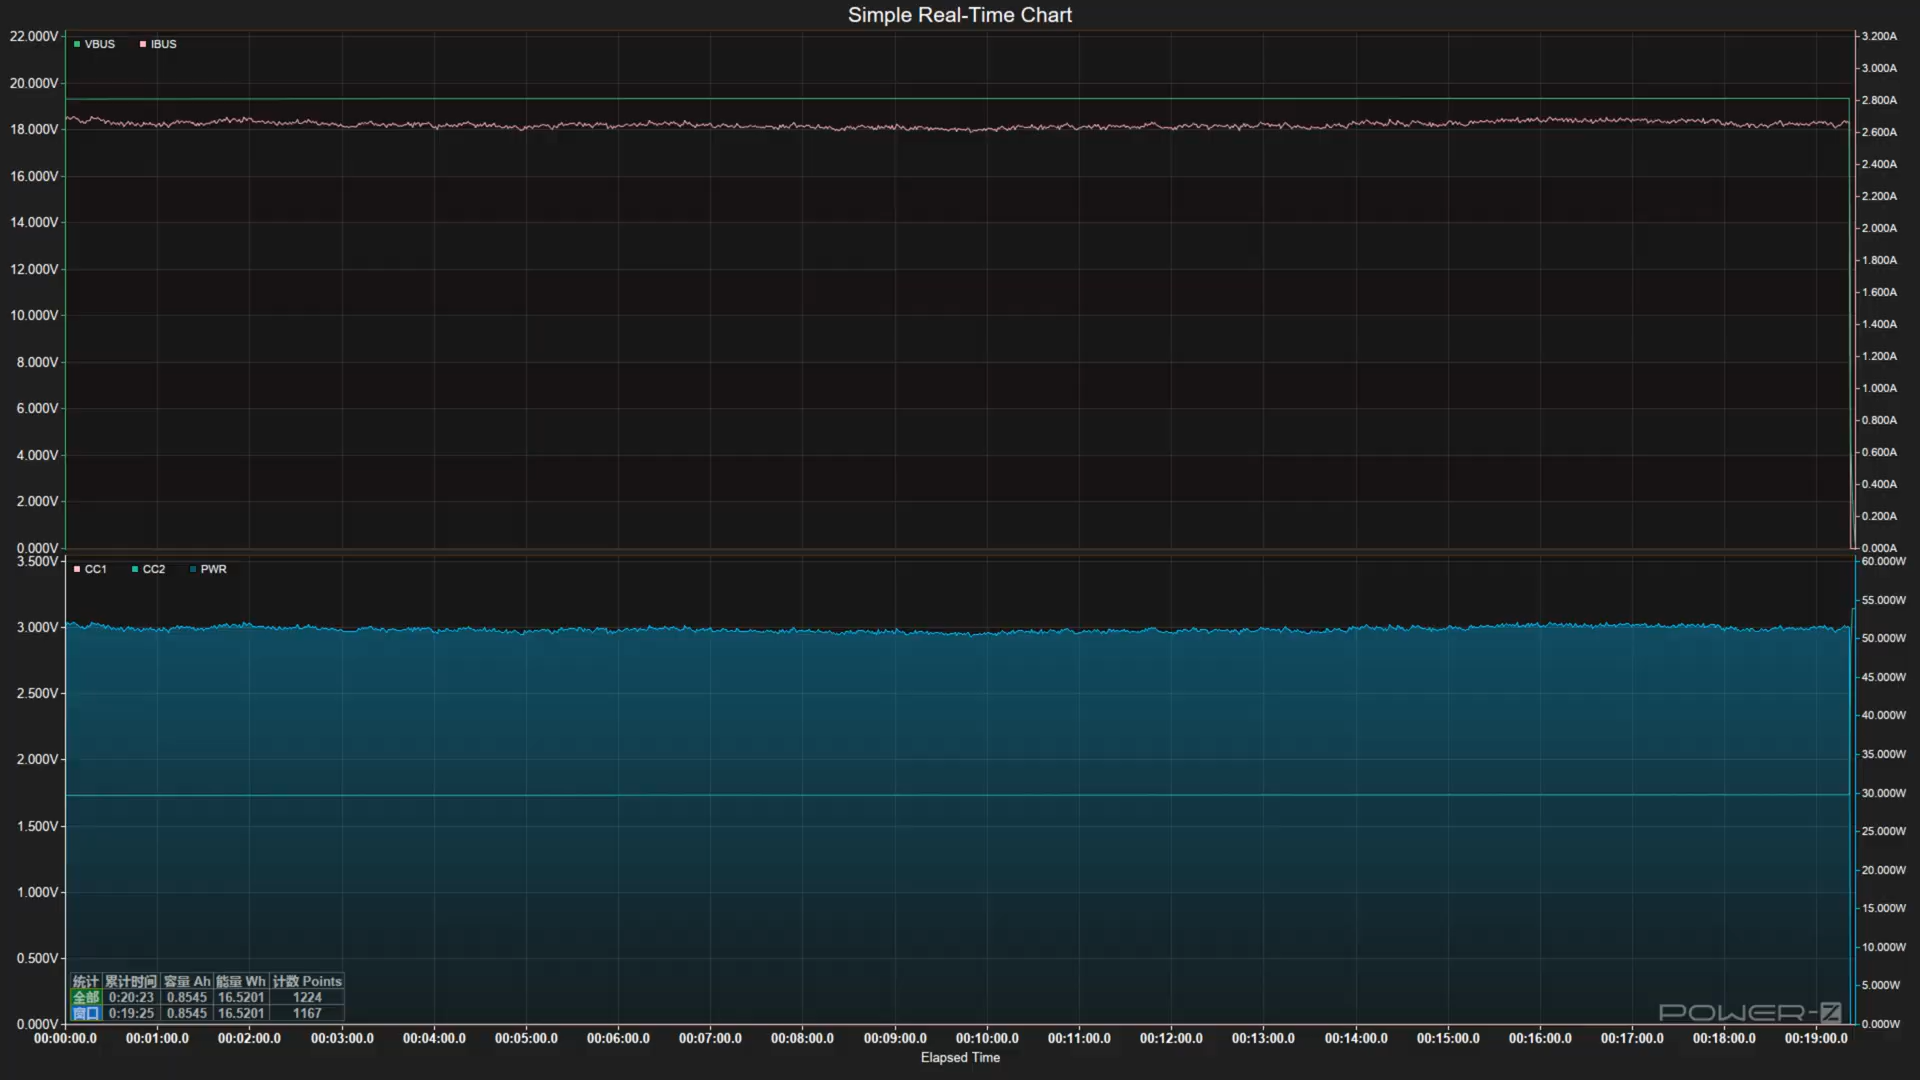 Simple Real-Time Chart
VBUS IBUS
22.000V
20.000V
18.000V
16.000V
14.000V
12.000V
10.000V
8.000V
6.000V
4.000V
2.000V
0.000V
3.200A
3.000A
2.800A
2.600A
2.400A
2.200A
2.000A
1.800A
1.600A
1.400A
1.200A
1.000A
0.800A
0.600A
0.400A
0.200A
0.000A
CC1 CC2 PWR
3.500V
3.000V
2.500V
2.000V
1.500V
1.000V
0.500V
0.000V
60.000W
55.000W
50.000W
45.000W
40.000W
35.000W
30.000W
25.000W
20.000W
15.000W
10.000W
5.000W
0.000W
统计 累计时间 容量 Ah 能量 Wh 计数 Points
全部 0:20:23 0.8545 16.5201 1224
窗口 0:19:25 0.8545 16.5201 1167
POWER-Z
00:00:00.0 00:01:00.0 00:02:00.0 00:03:00.0 00:04:00.0 00:05:00.0 00:06:00.0 00:07:00.0 00:08:00.0 00:09:00.0 00:10:00.0 00:11:00.0 00:12:00.0 00:13:00.0 00:14:00.0 00:15:00.0 00:16:00.0 00:17:00.0 00:18:00.0 00:19:00.0
Elapsed Time